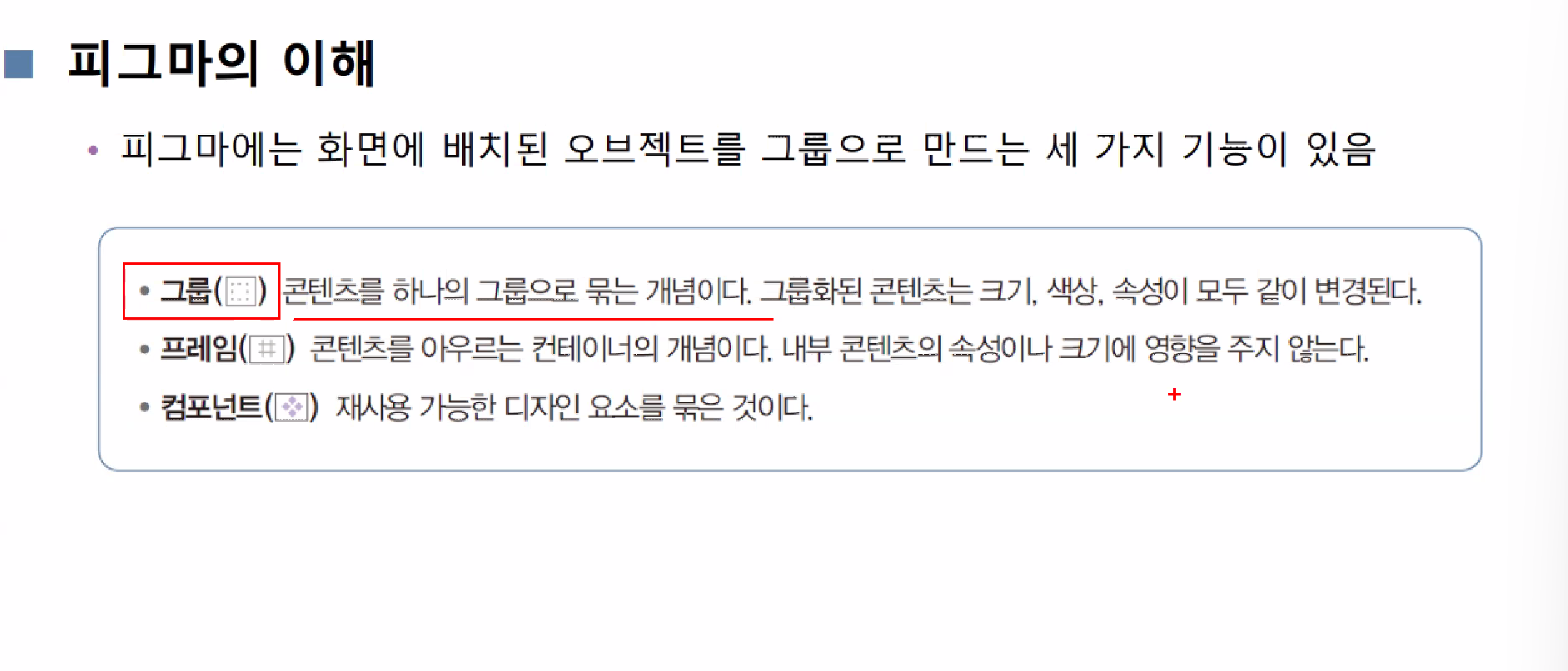 피그마의 이해
• 피그마에는 화면에 배치된 오브젝트를 그룹으로 만드는 세 가지 기능이 있음
• 그룹( ) 콘텐츠를 하나의 그룹으로 묶는 개념이다. 그룹화된 콘텐츠는 크기, 색상, 속성이 모두 같이 변경된다.
• 프레임( ) 콘텐츠를 아우르는 컨테이너의 개념이다. 내부 콘텐츠의 속성이나 크기에 영향을 주지 않는다.
• 컴포넌트( ) 재사용 가능한 디자인 요소를 묶은 것이다.